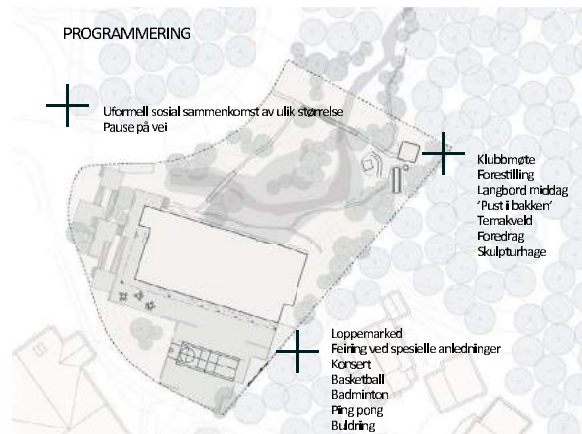 PROGRAMMERING
Uformell sosial sammenkomst av ulik størrelse
Pause på vei
Klubbmøte
Forestilling
Langbord middag
'Pust i bakken'
Temakveld
Foredrag
Skulpturhage
Loppemarked
Feiring ved spesielle anledninger
Konsert
Basketball
Badminton
Ping pong
Buldring